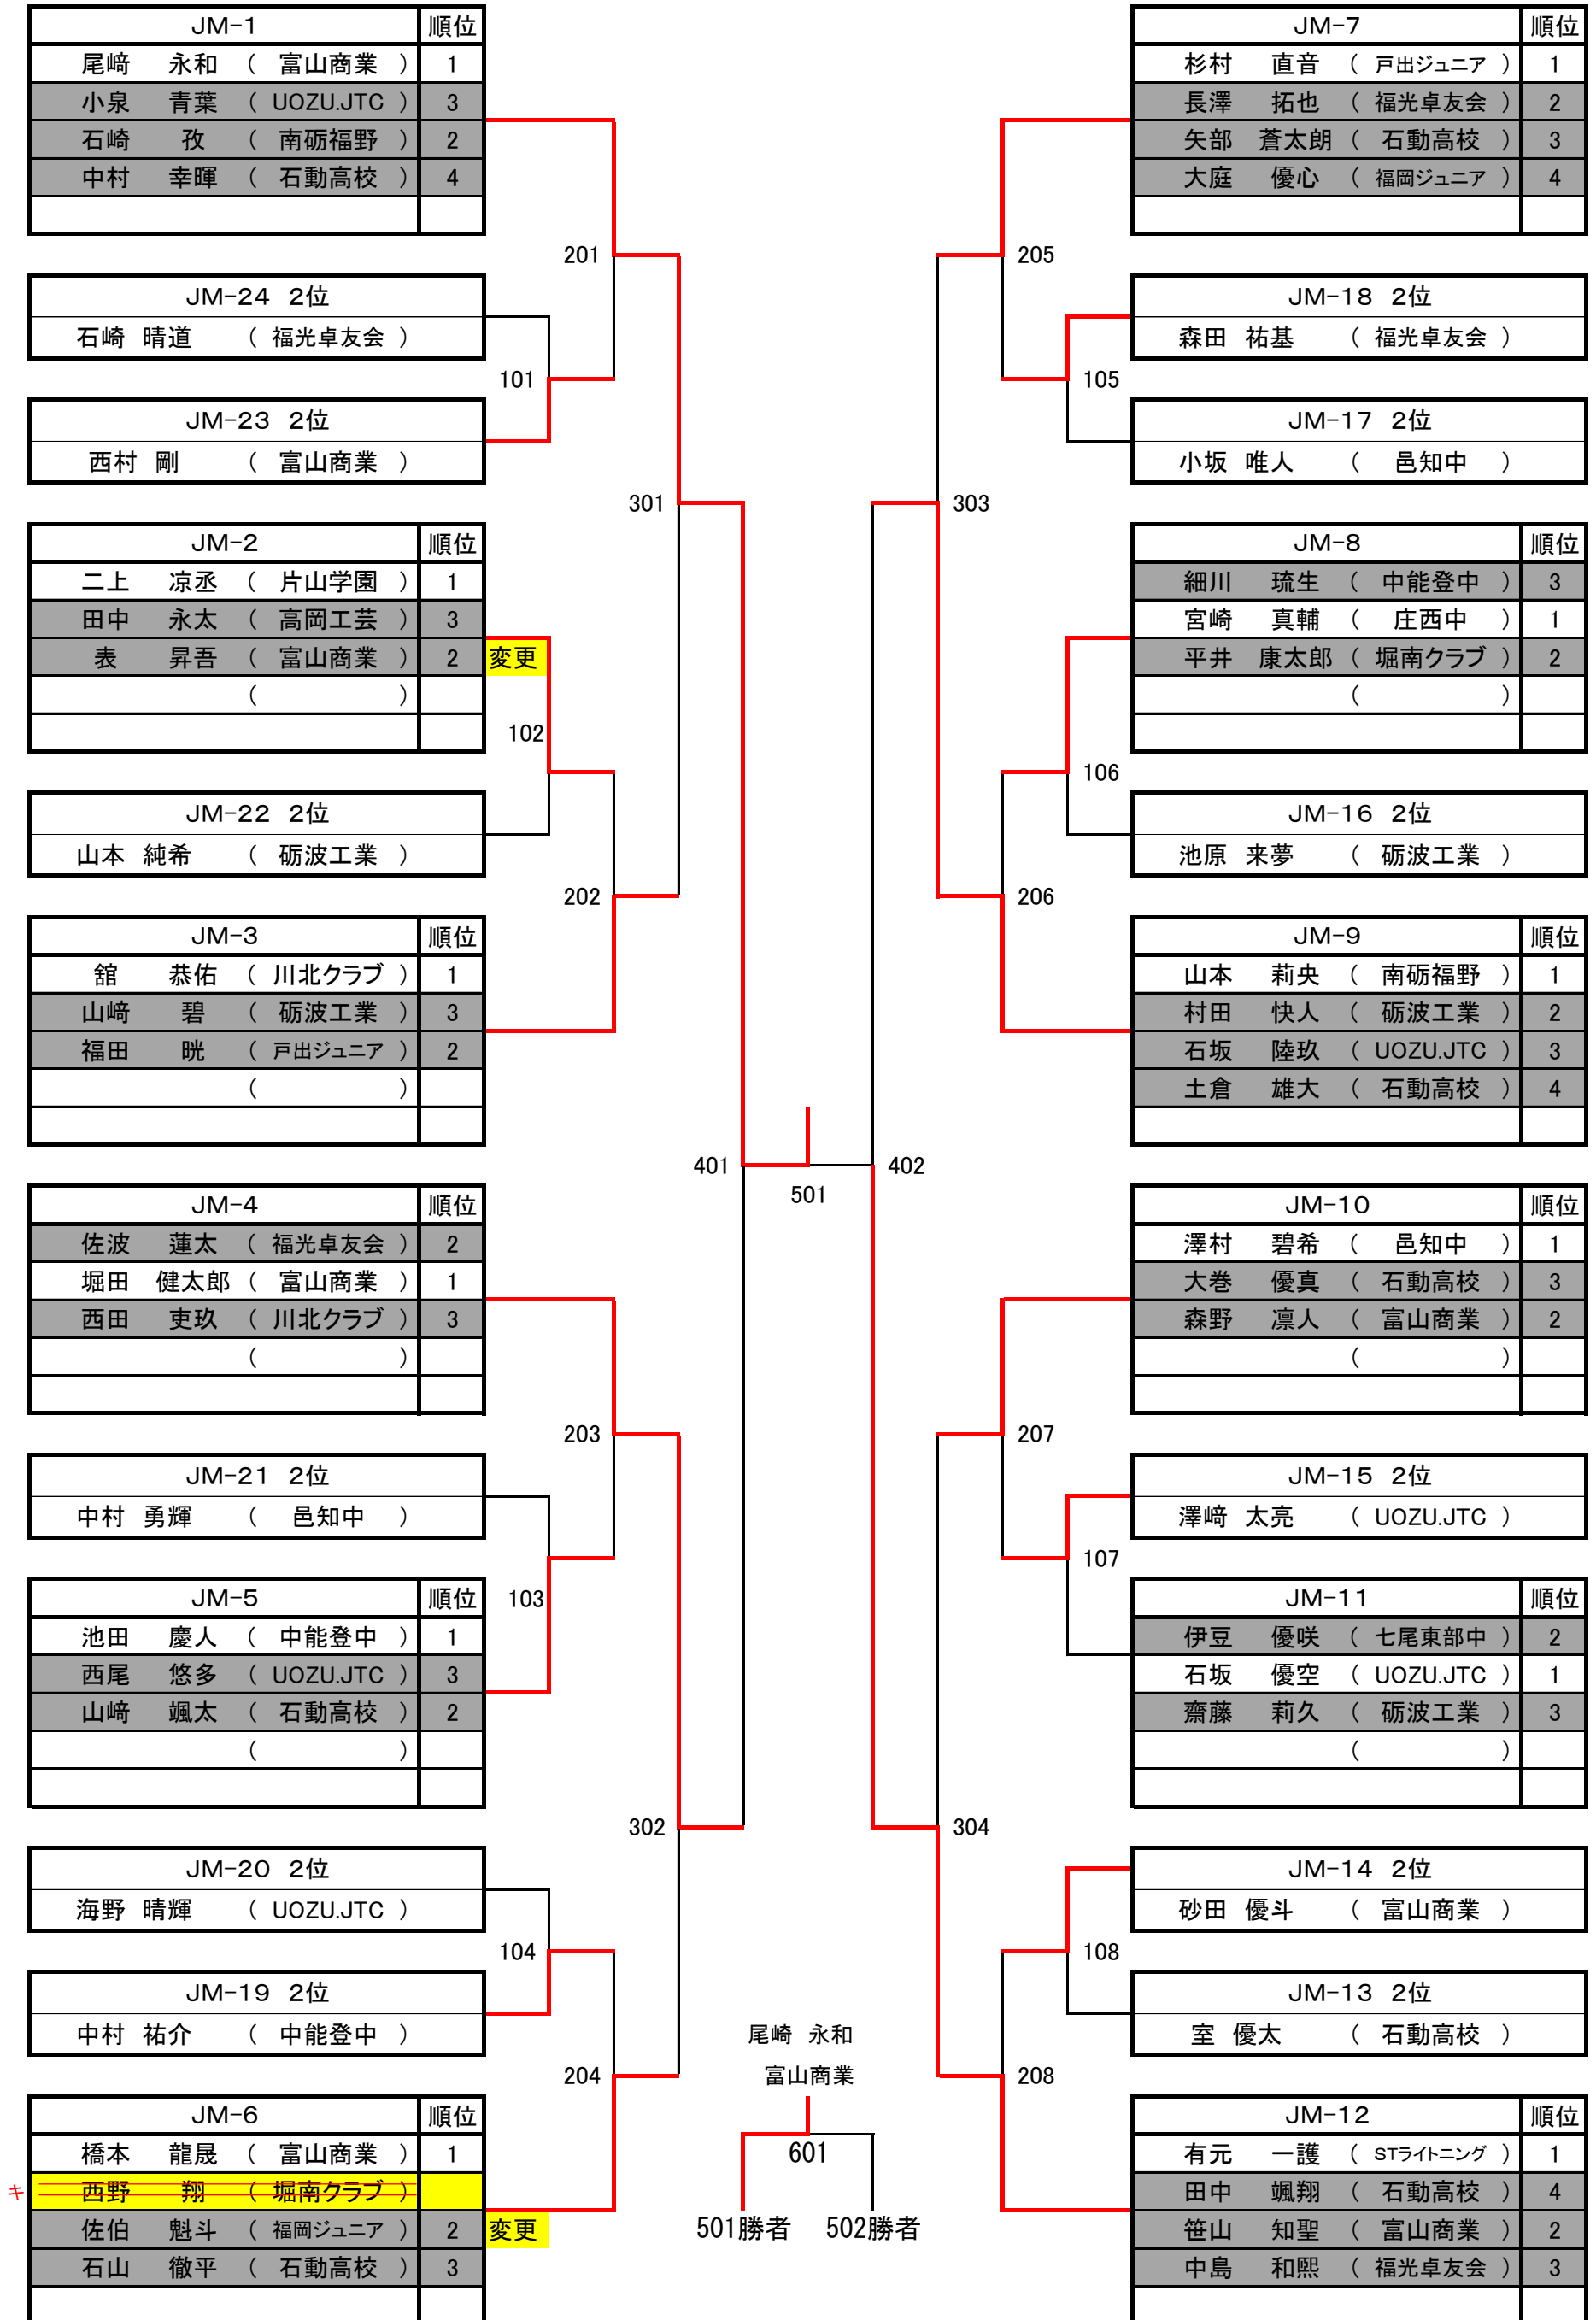 JM-1 順位
尾﨑 永和 （ 富山商業 ） 1
小泉 青葉 （ UOZU.JTC ） 3
石崎 孜 （ 南砺福野 ） 2
中村 幸暉 （ 石動高校 ） 4
201
JM-24 2位
石崎 晴道 （ 福光卓友会 ）
101
JM-23 2位
西村 剛 （ 富山商業 ）
301
JM-2 順位
二上 凉丞 （ 片山学園 ） 1
田中 永太 （ 高岡工芸 ） 3
表 昇吾 （ 富山商業 ） 2 変更
（ ）
102
JM-22 2位
山本 純希 （ 砺波工業 ）
202
JM-3 順位
舘 恭佑 （ 川北クラブ ） 1
山﨑 碧 （ 砺波工業 ） 3
福田 晄 （ 戸出ジュニア ） 2
（ ）
401
JM-4 順位
佐波 蓮太 （ 福光卓友会 ） 2
堀田 健太郎 （ 富山商業 ） 1
西田 吏玖 （ 川北クラブ ） 3
（ ）
203
JM-21 2位
中村 勇輝 （ 邑知中 ）
103
JM-5 順位
池田 慶人 （ 中能登中 ） 1
西尾 悠多 （ UOZU.JTC ） 3
山﨑 颯太 （ 石動高校 ） 2
（ ）
302
JM-20 2位
海野 晴輝 （ UOZU.JTC ）
104
JM-19 2位
中村 祐介 （ 中能登中 ）
204
JM-6 順位
橋本 龍晟 （ 富山商業 ） 1
キ 西野 翔 （ 堀南クラブ ）
佐伯 魁斗 （ 福岡ジュニア ） 2 変更
石山 徹平 （ 石動高校 ） 3
501
尾崎 永和
富山商業
601
501勝者 502勝者
JM-7 順位
杉村 直音 （ 戸出ジュニア ） 1
長澤 拓也 （ 福光卓友会 ） 2
矢部 蒼太朗 （ 石動高校 ） 3
大庭 優心 （ 福岡ジュニア ） 4
205
JM-18 2位
森田 祐基 （ 福光卓友会 ）
105
JM-17 2位
小坂 唯人 （ 邑知中 ）
303
JM-8 順位
細川 琉生 （ 中能登中 ） 3
宮崎 真輔 （ 庄西中 ） 1
平井 康太郎 （ 堀南クラブ ） 2
（ ）
106
JM-16 2位
池原 来夢 （ 砺波工業 ）
206
JM-9 順位
山本 莉央 （ 南砺福野 ） 1
村田 快人 （ 砺波工業 ） 2
石坂 陸玖 （ UOZU.JTC ） 3
土倉 雄大 （ 石動高校 ） 4
402
JM-10 順位
澤村 碧希 （ 邑知中 ） 1
大巻 優真 （ 石動高校 ） 3
森野 凛人 （ 富山商業 ） 2
（ ）
207
JM-15 2位
澤﨑 太亮 （ UOZU.JTC ）
107
JM-11 順位
伊豆 優咲 （ 七尾東部中 ） 2
石坂 優空 （ UOZU.JTC ） 1
齋藤 莉久 （ 砺波工業 ） 3
（ ）
304
JM-14 2位
砂田 優斗 （ 富山商業 ）
108
JM-13 2位
室 優太 （ 石動高校 ）
208
JM-12 順位
有元 一護 （ STライトニング ） 1
田中 颯翔 （ 石動高校 ） 4
笹山 知聖 （ 富山商業 ） 2
中島 和熙 （ 福光卓友会 ） 3